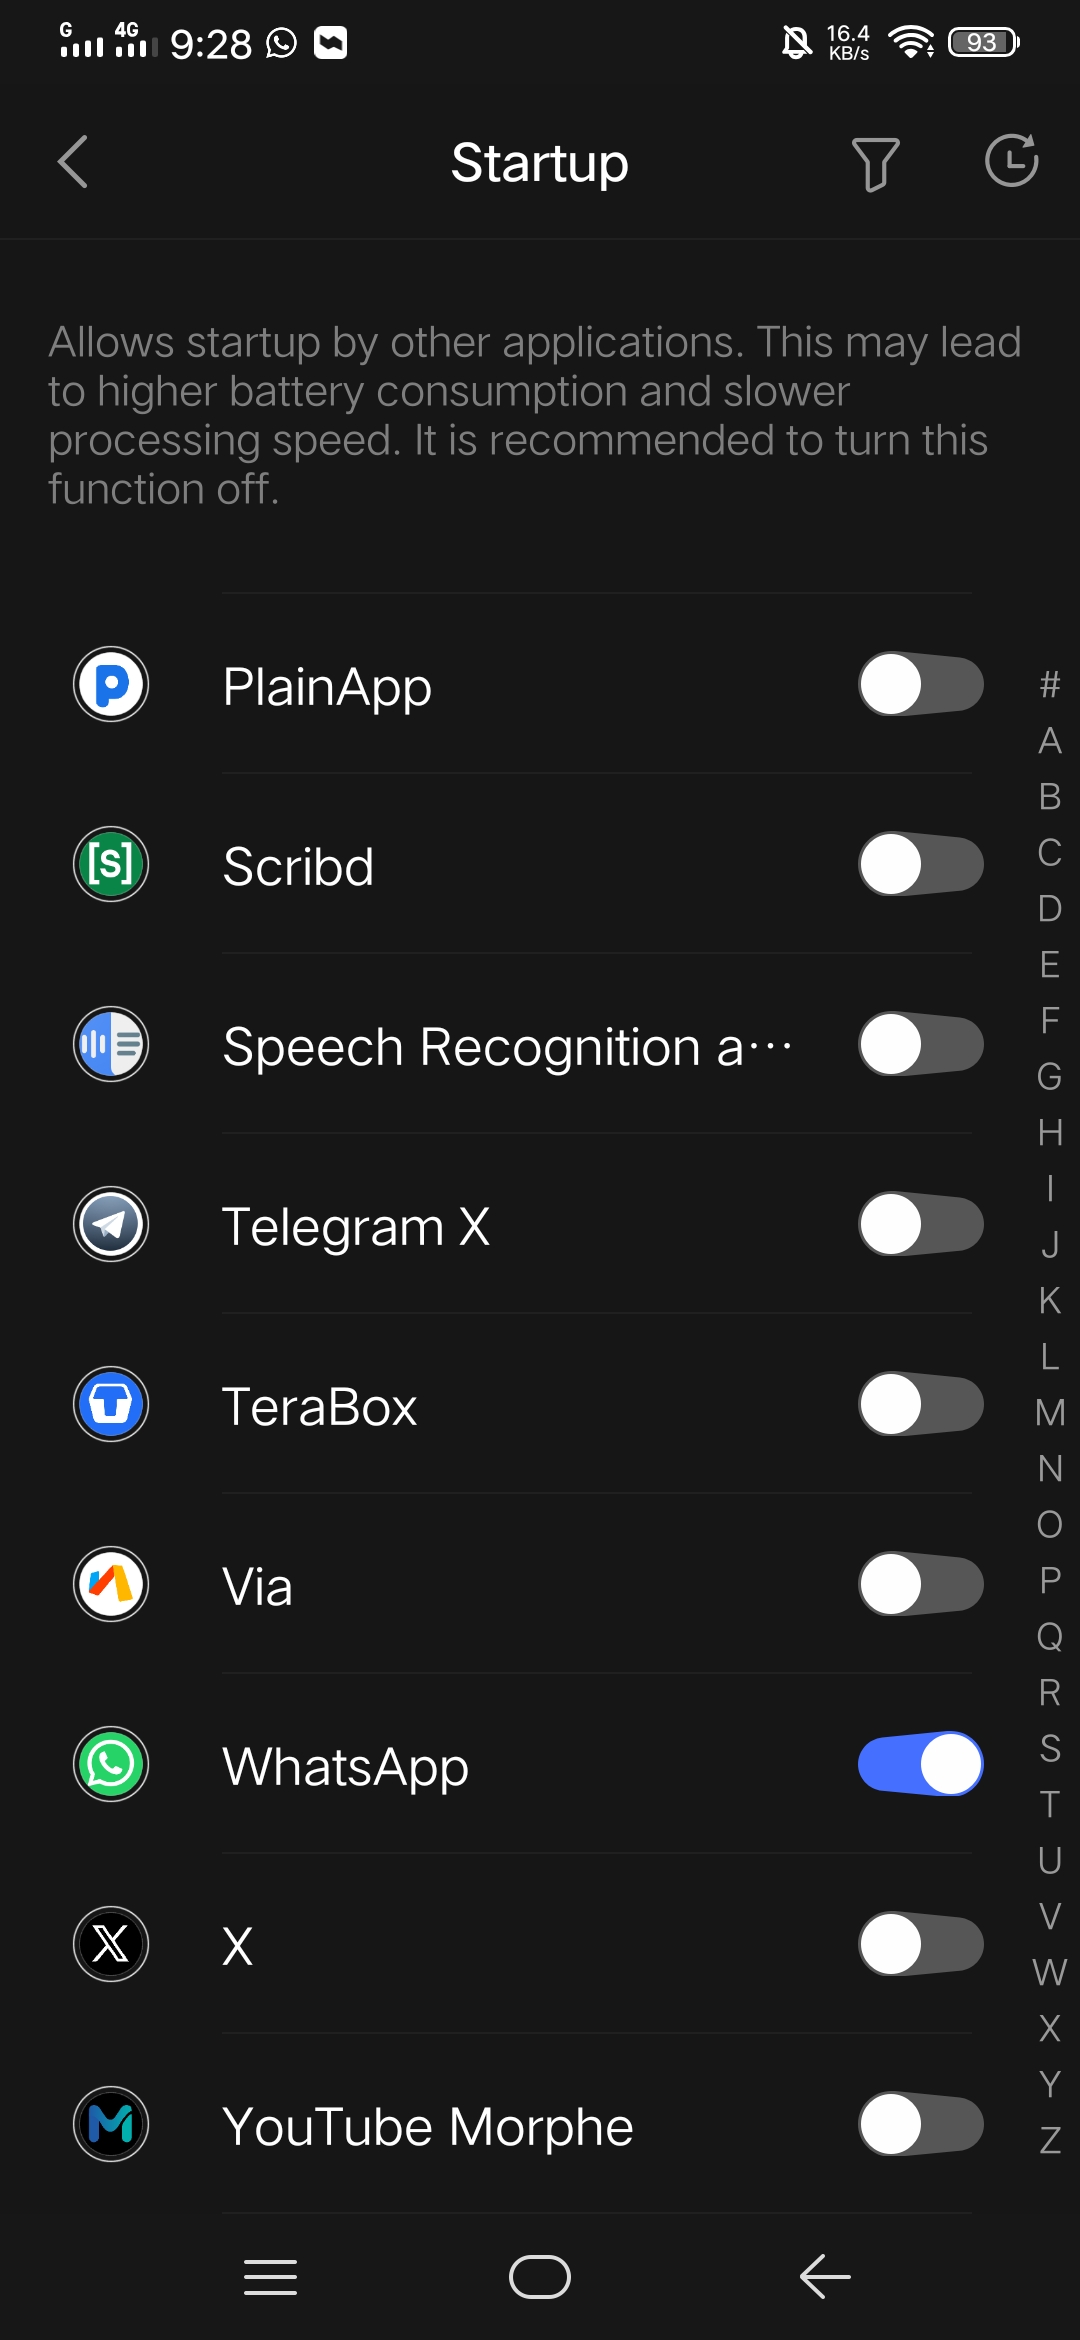 G 4G 9:28 16.4 KB/s 93
Startup
Allows startup by other applications. This may lead
to higher battery consumption and slower
processing speed. It is recommended to turn this
function off.
PlainApp
Scribd
Speech Recognition a···
Telegram X
TeraBox
Via
WhatsApp
X
YouTube Morphe
#
A
B
C
D
E
F
G
H
I
J
K
L
M
N
O
P
Q
R
S
T
U
V
W
X
Y
Z